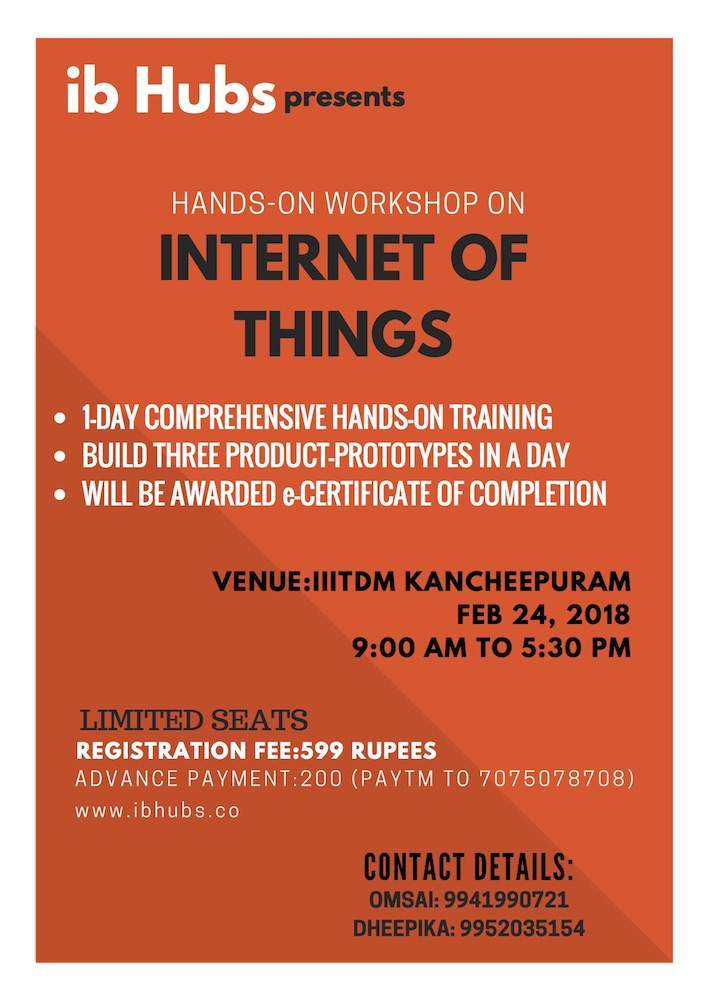 ib Hubs presents
HANDS-ON WORKSHOP ON
INTERNET OF
THINGS
• 1-DAY COMPREHENSIVE HANDS-ON TRAINING
• BUILD THREE PRODUCT-PROTOTYPES IN A DAY
• WILL BE AWARDED e-CERTIFICATE OF COMPLETION
VENUE:IIITDM KANCHEEPURAM
FEB 24, 2018
9:00 AM TO 5:30 PM
LIMITED SEATS
REGISTRATION FEE:599 RUPEES
ADVANCE PAYMENT:200 (PAYTM TO 7075078708)
www.ibhubs.co
CONTACT DETAILS:
OMSAI: 9941990721
DHEEPIKA: 9952035154